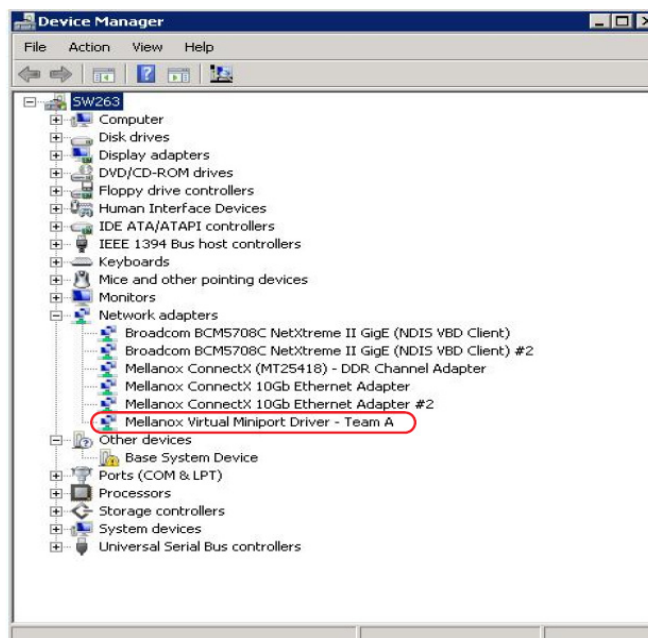 Device Manager
File Action View Help
SW263
Computer
Disk drives
Display adapters
DVD/CD-ROM drives
Floppy drive controllers
Human Interface Devices
IDE ATA/ATAPI controllers
IEEE 1394 Bus host controllers
Keyboards
Mice and other pointing devices
Monitors
Network adapters
Broadcom BCM5708C NetXtreme II GigE (NDIS VBD Client)
Broadcom BCM5708C NetXtreme II GigE (NDIS VBD Client) #2
Mellanox ConnectX (MT25418) - DDR Channel Adapter
Mellanox ConnectX 10Gb Ethernet Adapter
Mellanox ConnectX 10Gb Ethernet Adapter #2
Mellanox Virtual Miniport Driver - Team A
Other devices
Base System Device
Ports (COM & LPT)
Processors
Storage controllers
System devices
Universal Serial Bus controllers